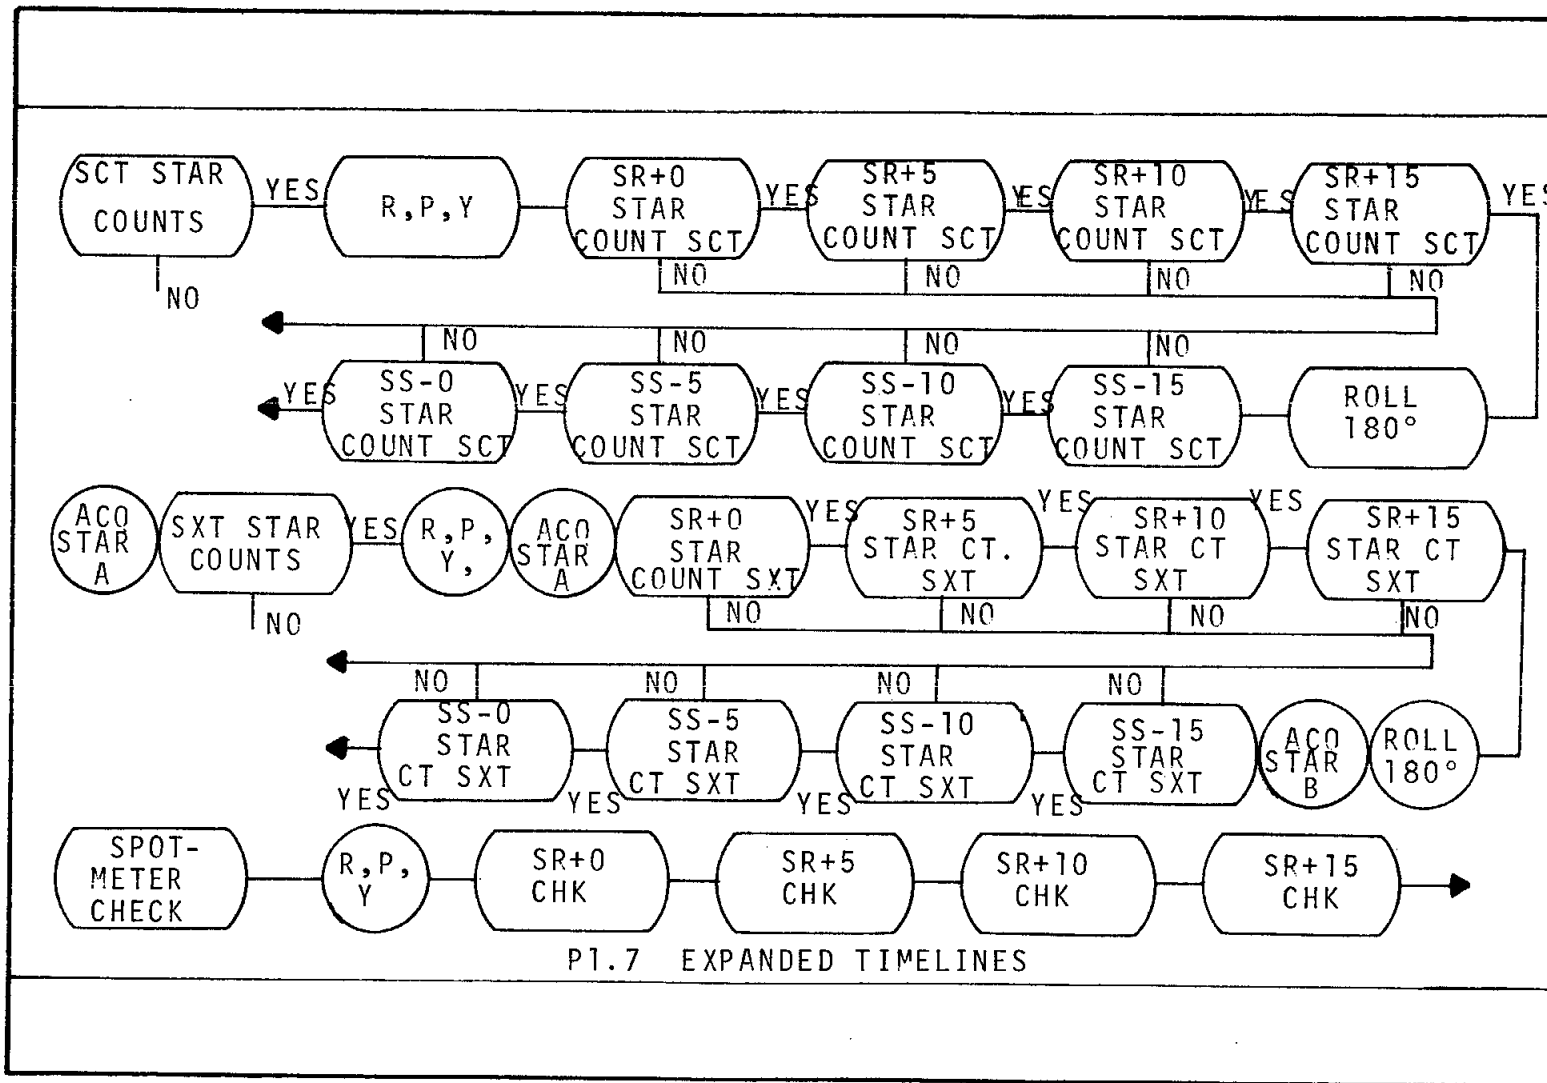 SCT STAR
COUNTS
YES
R,P,Y
SR+0
STAR
COUNT SCT
YES
SR+5
STAR
COUNT SCT
YES
SR+10
STAR
COUNT SCT
YES
SR+15
STAR
COUNT SCT
YES
NO
NO
NO
NO
NO
NO
NO
NO
NO
YES
SS-0
STAR
COUNT SCT
YES
SS-5
STAR
COUNT SCT
YES
SS-10
STAR
COUNT SCT
YES
SS-15
STAR
COUNT SCT
ROLL
180°
ACQ
STAR
A
SXT STAR
COUNTS
YES
R,P,
Y,
ACQ
STAR
A
SR+0
STAR
COUNT SXT
YES
SR+5
STAR CT.
SXT
YES
SR+10
STAR CT
SXT
YES
SR+15
STAR CT
SXT
NO
NO
NO
NO
NO
NO
NO
NO
NO
SS-0
STAR
CT SXT
YES
SS-5
STAR
CT SXT
YES
SS-10
STAR
CT SXT
YES
SS-15
STAR
CT SXT
YES
ACQ
STAR
B
ROLL
180°
SPOT-
METER
CHECK
R,P,
Y
SR+0
CHK
SR+5
CHK
SR+10
CHK
SR+15
CHK
P1.7 EXPANDED TIMELINES